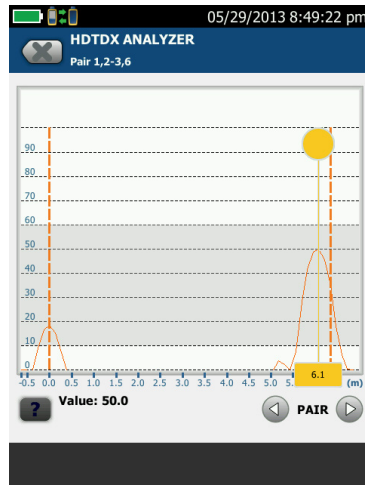 05/29/2013 8:49:22 pm
HDTDX ANALYZER
Pair 1,2-3,6
90
80
70
60
50
40
30
20
10
0
-0.5 0.0 0.5 1.0 1.5 2.0 2.5 3.0 3.5 4.0 4.5 5.0 5. 6.1 (m)
? Value: 50.0 PAIR